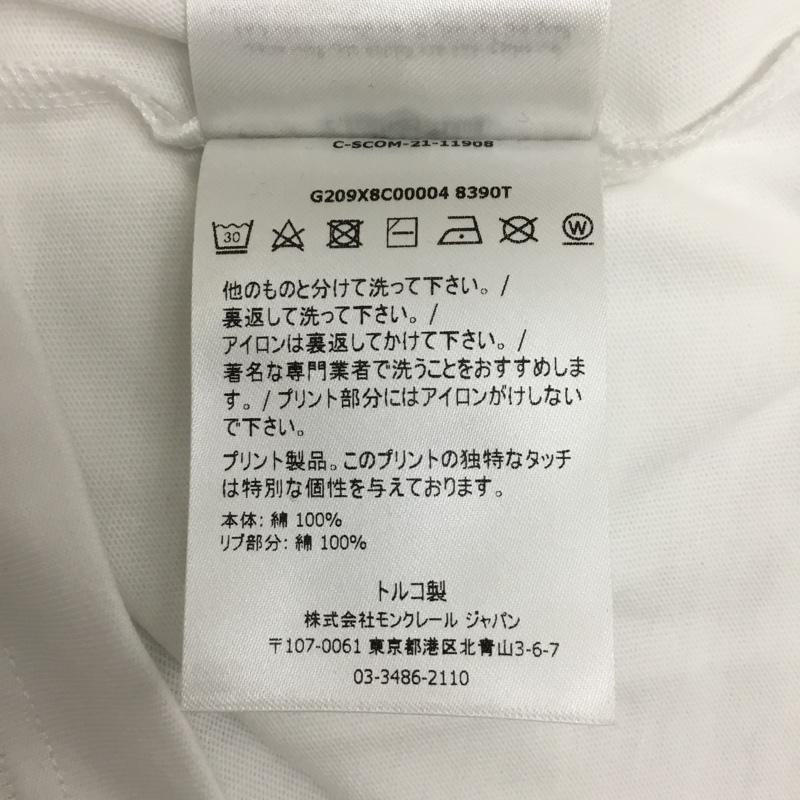 C-SCOM-21-11908
G209X8C00004 8390T
30
W
他のものと分けて洗って下さい。/
裏返して洗って下さい。/
アイロンは裏返してかけて下さい。/
著名な専門業者で洗うことをおすすめしま
す。/ プリント部分にはアイロンがけしない
で下さい。
プリント製品。このプリントの独特なタッチ
は特別な個性を与えております。
本体: 綿 100%
リブ部分: 綿 100%
トルコ製
株式会社モンクレール ジャパン
〒107-0061 東京都港区北青山3-6-7
03-3486-2110